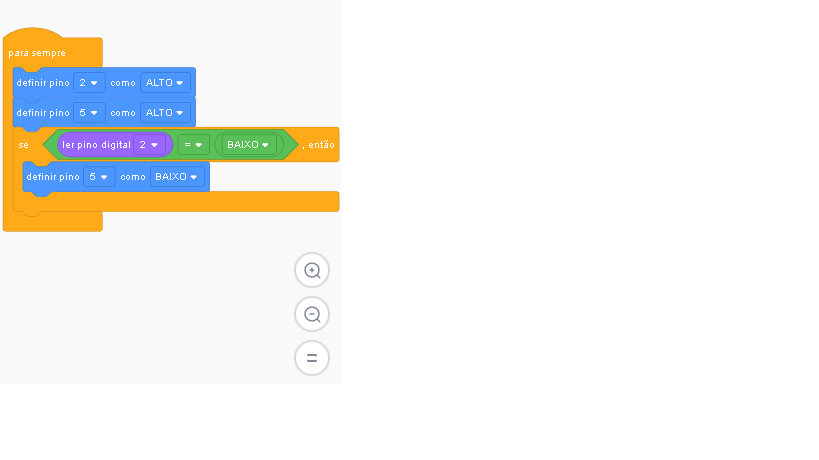 para sempre
definir pino 2 como ALTO
definir pino 5 como ALTO
se ler pino digital 2 = BAIXO , então
definir pino 5 como BAIXO